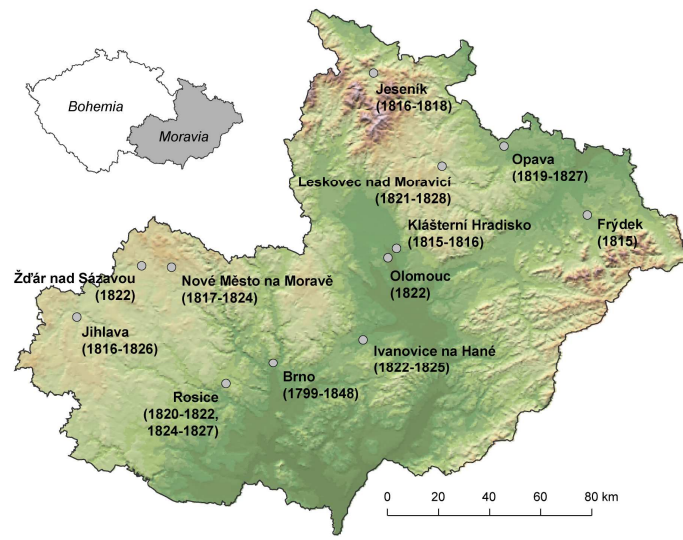 Bohemia
Moravia
Jeseník
(1816-1818)
Opava
(1819-1827)
Leskovec nad Moravicí
(1821-1828)
Klášterní Hradisko
(1815-1816)
Frýdek
(1815)
Olomouc
(1822)
Žďár nad Sázavou
(1822)
Nové Město na Moravě
(1817-1824)
Jihlava
(1816-1826)
Ivanovice na Hané
(1822-1825)
Brno
(1799-1848)
Rosice
(1820-1822,
1824-1827)
0 20 40 80 km